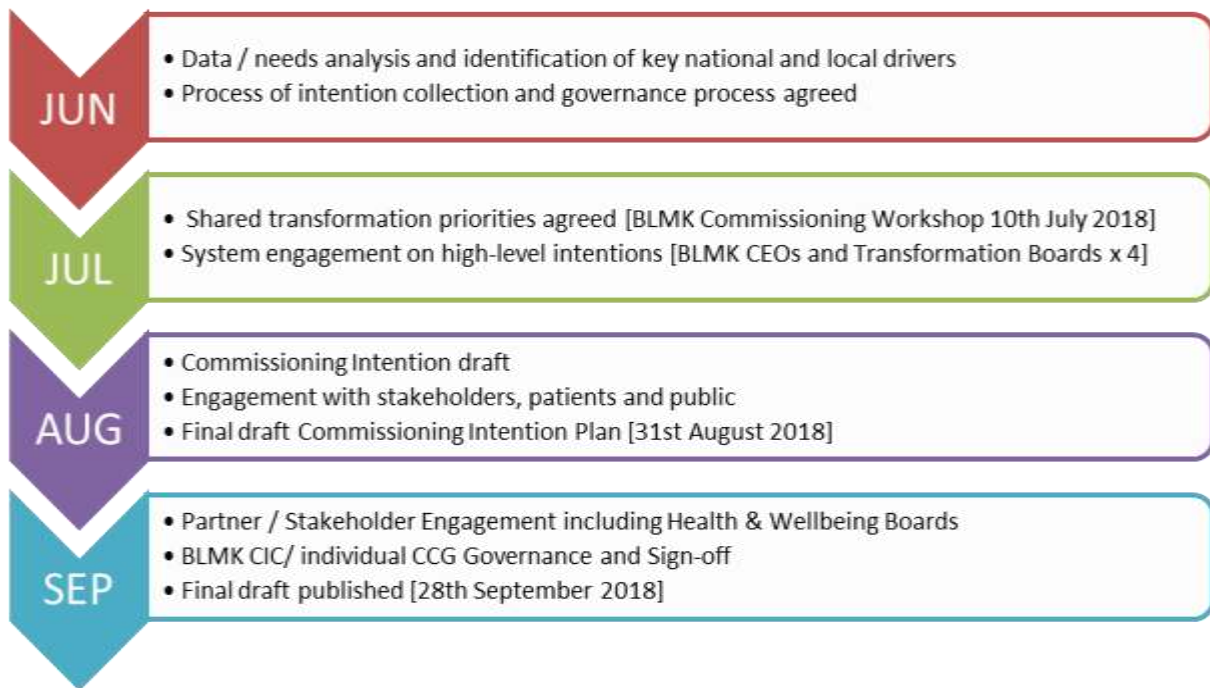 JUN
• Data / needs analysis and identification of key national and local drivers
• Process of intention collection and governance process agreed
JUL
• Shared transformation priorities agreed [BLMK Commissioning Workshop 10th July 2018]
• System engagement on high-level intentions [BLMK CEOs and Transformation Boards x 4]
AUG
• Commissioning Intention draft
• Engagement with stakeholders, patients and public
• Final draft Commissioning Intention Plan [31st August 2018]
SEP
• Partner / Stakeholder Engagement including Health & Wellbeing Boards
• BLMK CIC/ individual CCG Governance and Sign-off
• Final draft published [28th September 2018]